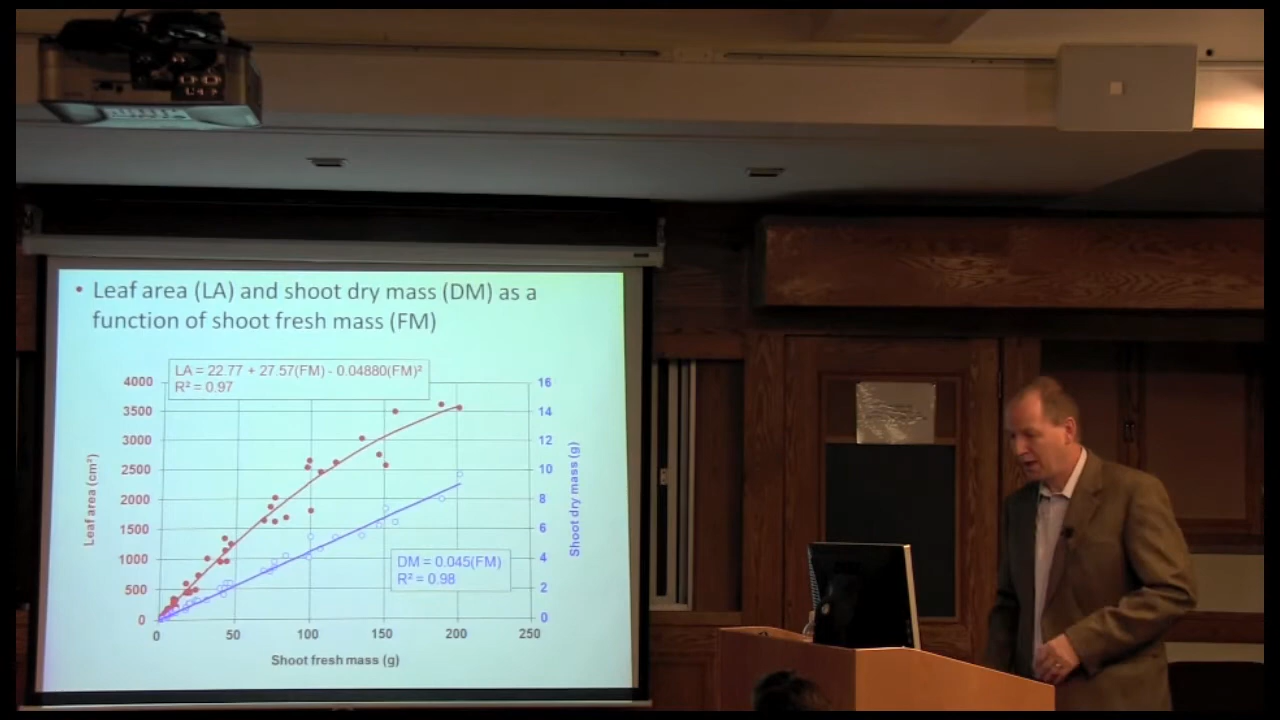 • Leaf area (LA) and shoot dry mass (DM) as a
function of shoot fresh mass (FM)
LA = 22.77 + 27.57(FM) - 0.04880(FM)²
R² = 0.97
4000
3500
3000
2500
2000
1500
1000
500
0
Leaf area (cm²)
16
14
12
10
8
6
4
2
0
Shoot dry mass (g)
DM = 0.045(FM)
R² = 0.98
0 50 100 150 200 250
Shoot fresh mass (g)